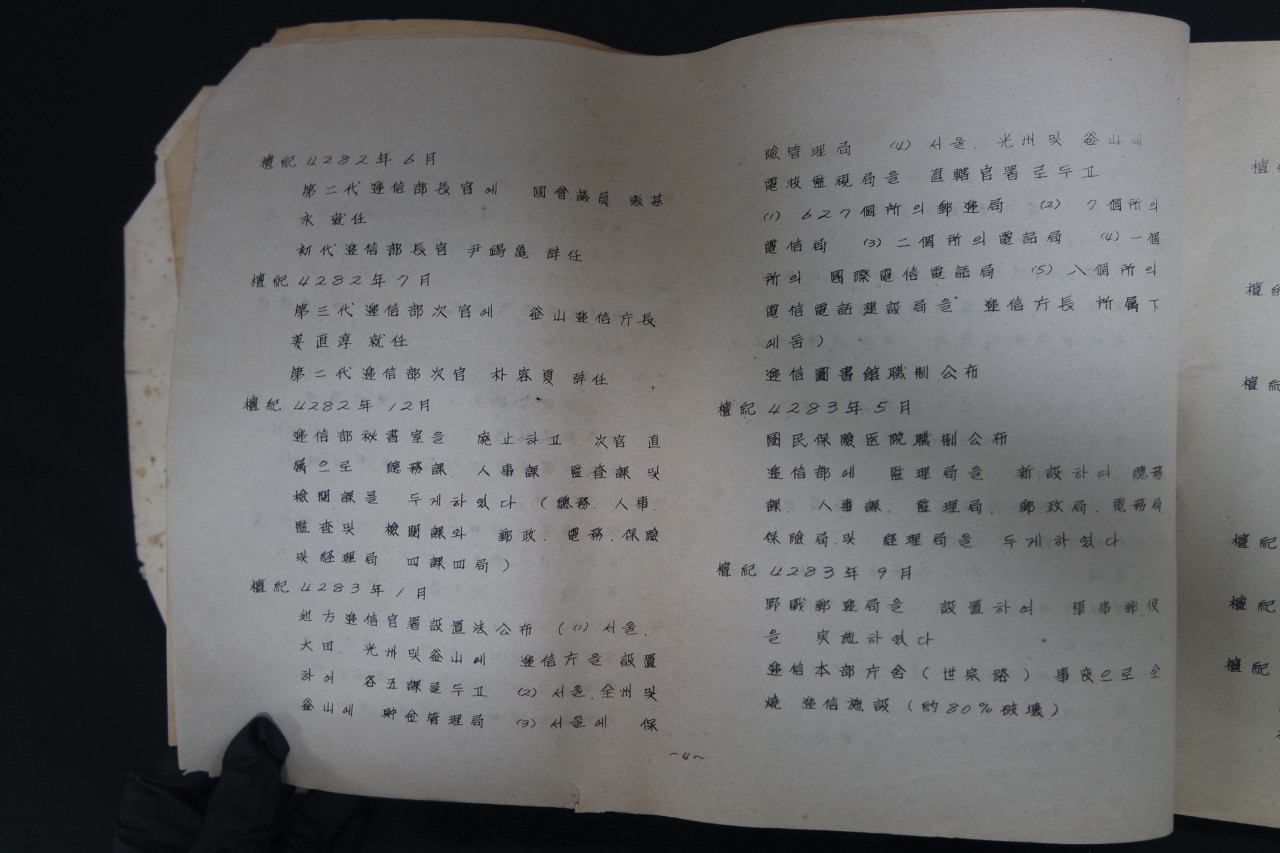 檀紀 4282年 6月
第二代 遞信部長官에 國會議員 張基
永 就任
初代 遞信部長官 尹錫龜 辞任
檀紀 4282年 7月
第三代 遞信部次官에 釜山遞信庁長
姜直淳 就任
第二代 遞信部次官 朴容夏 辞任
檀紀 4282年 12月
遞信部秘書室을 廃止하고 次官 直
属으로 總務課 人事課 監査課 및
檢閱課를 두게하였다 (總務. 人事.
監査및 檢閱課와 郵政. 電務. 保險
및 経理局 四課四局)
檀紀 4283年 1月
地方遞信官署設置法公布 (⑴ 서울.
大田. 光州및釜山에 遞信庁을 設置
하여 各五課를두고 ⑵ 서울.全州및
釜山에 貯金管理局 ⑶ 서울에 保
險管理局 ⑷ 서울. 光州및 釜山에
電波監視局을 直轄官署로두고
⑴ 627個所의郵遞局 ⑵ 7個所의
電信局 ⑶ 二個所의電話局 ⑷ 一個
所의 國際電信電話局 ⑸ 八個所의
電信電話建設局을 遞信庁長 所属下
에둠)
遞信圖書館職制公布
檀紀 4283年 5月
國民保險医院職制公布
遞信部에 監理局을 新設하여 總務
課. 人事課. 監理局. 郵政局. 電務局
保險局.및 経理局을 두게하였다
檀紀 4283年 9月
野戰郵遞局을 設置하여 軍事郵便
을 実施하였다
遞信本部庁舍(世宗路) 事変으로 全
燒 遞信施設(約80%破壞)
~4~
檀
檀紀
檀紀
檀紀
檀紀
檀紀